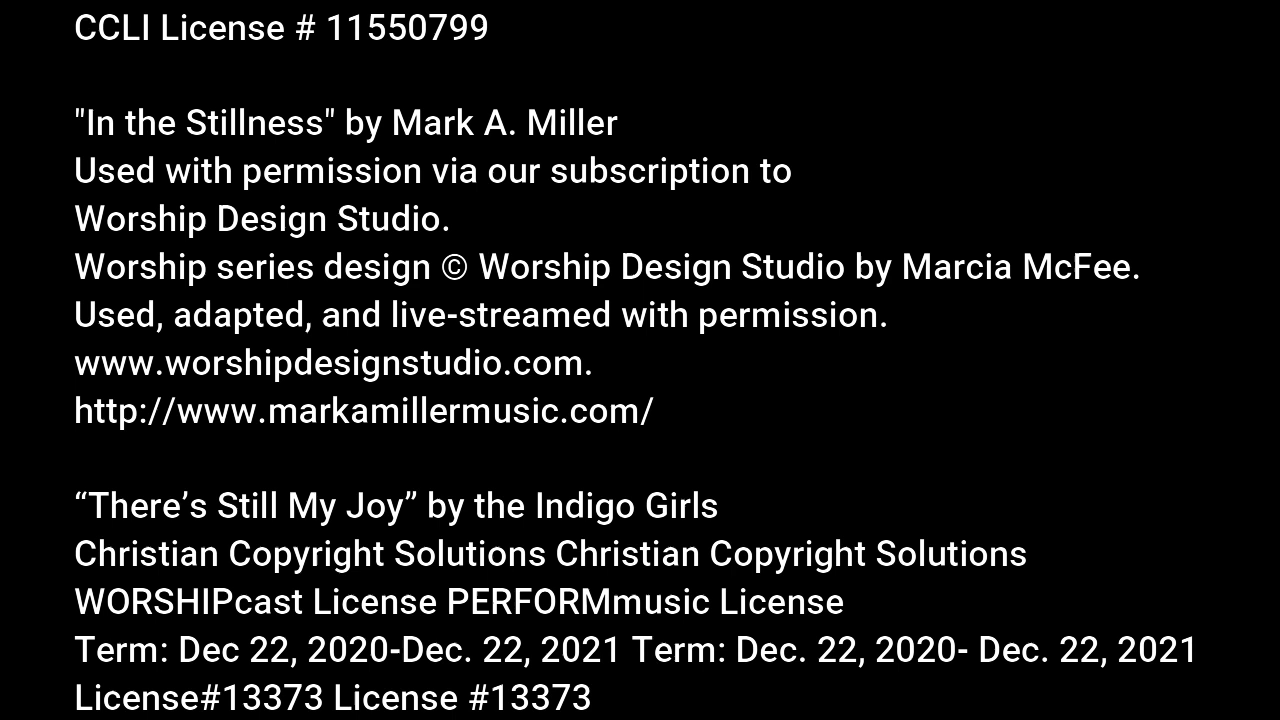 CCLI License # 11550799
"In the Stillness" by Mark A. Miller
Used with permission via our subscription to
Worship Design Studio.
Worship series design © Worship Design Studio by Marcia McFee.
Used, adapted, and live-streamed with permission.
www.worshipdesignstudio.com.
http://www.markamillermusic.com/
“There’s Still My Joy” by the Indigo Girls
Christian Copyright Solutions Christian Copyright Solutions
WORSHIPcast License PERFORMmusic License
Term: Dec 22, 2020-Dec. 22, 2021 Term: Dec. 22, 2020- Dec. 22, 2021
License#13373 License #13373